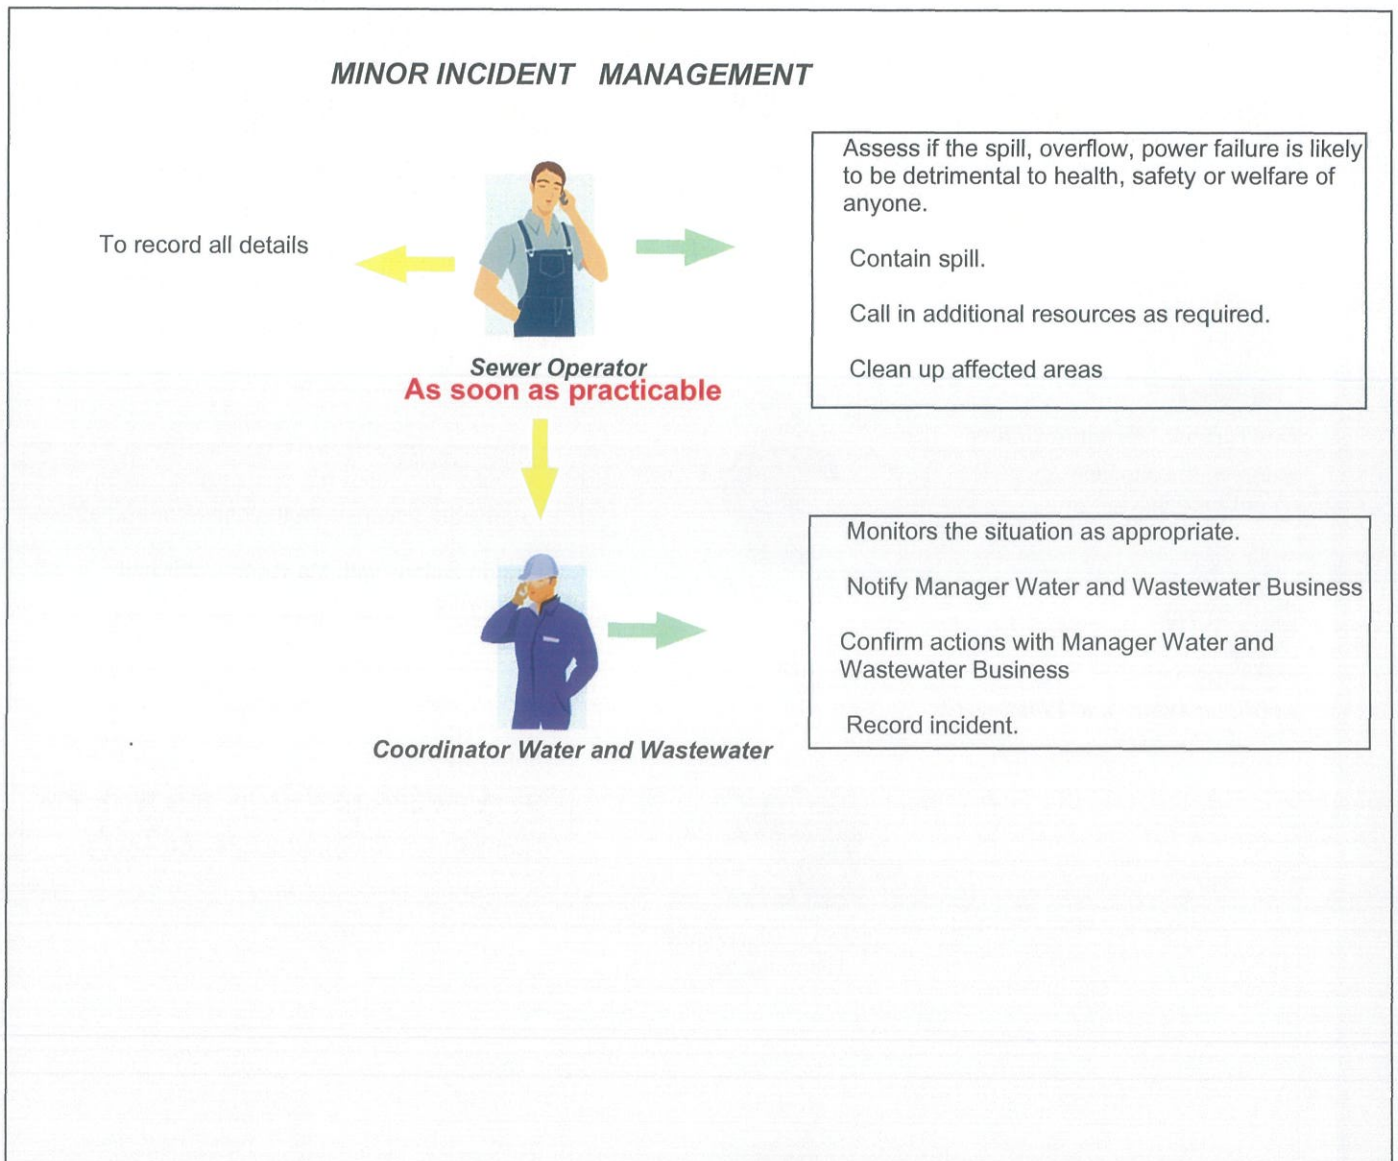 MINOR INCIDENT MANAGEMENT
To record all details
Assess if the spill, overflow, power failure is likely
to be detrimental to health, safety or welfare of
anyone.
Contain spill.
Call in additional resources as required.
Clean up affected areas
Sewer Operator
As soon as practicable
Monitors the situation as appropriate.
Notify Manager Water and Wastewater Business
Confirm actions with Manager Water and
Wastewater Business
Record incident.
Coordinator Water and Wastewater